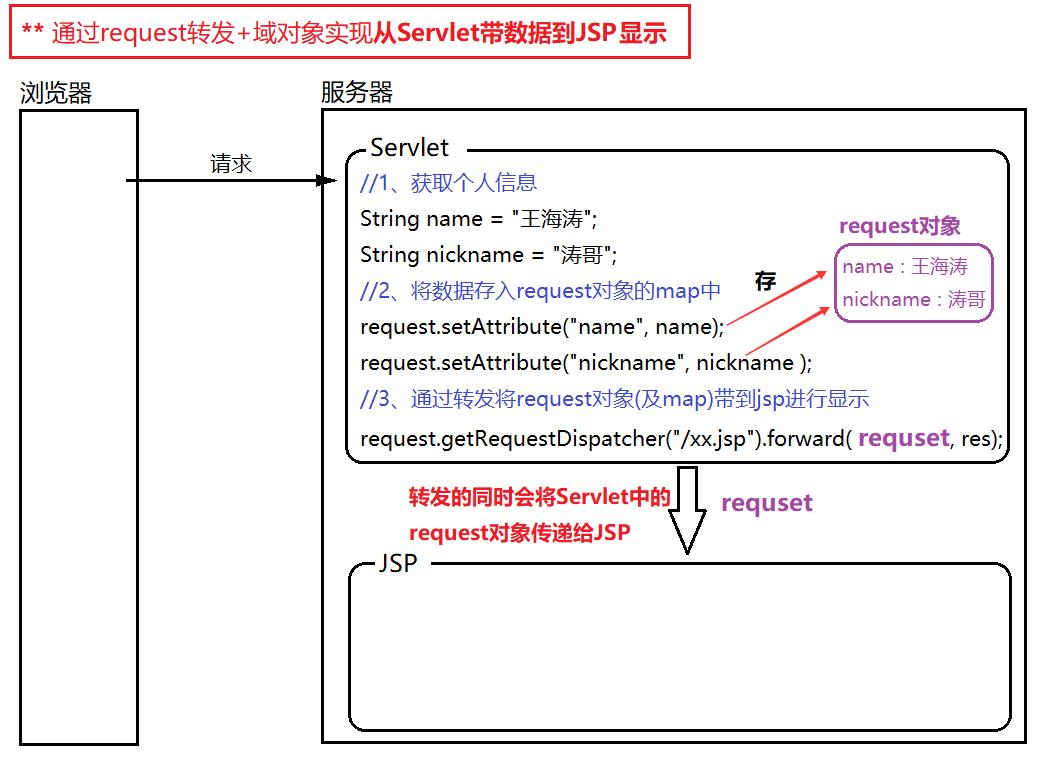 ** 通过request转发+域对象实现从Servlet带数据到JSP显示
浏览器
服务器
请求
Servlet
//1、获取个人信息
String name = "王海涛";
String nickname = "涛哥";
//2、将数据存入request对象的map中
request.setAttribute("name", name);
request.setAttribute("nickname", nickname );
//3、通过转发将request对象(及map)带到jsp进行显示
request.getRequestDispatcher("/xx.jsp").forward( requset, res);
存
request对象
name : 王海涛
nickname : 涛哥
转发的同时会将Servlet中的
request对象传递给JSP
requset
JSP